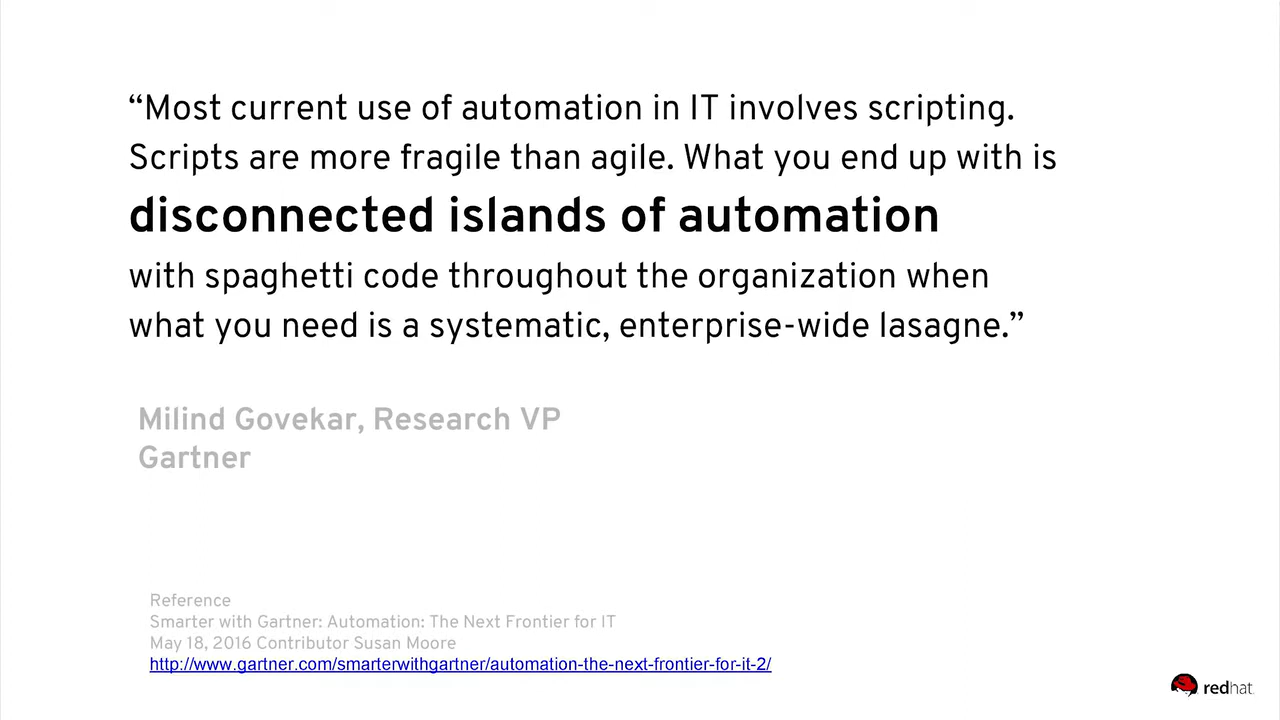 “Most current use of automation in IT involves scripting.
Scripts are more fragile than agile. What you end up with is
disconnected islands of automation
with spaghetti code throughout the organization when
what you need is a systematic, enterprise-wide lasagne.”
Milind Govekar, Research VP
Gartner
Reference
Smarter with Gartner: Automation: The Next Frontier for IT
May 18, 2016 Contributor Susan Moore
http://www.gartner.com/smarterwithgartner/automation-the-next-frontier-for-it-2/
redhat.